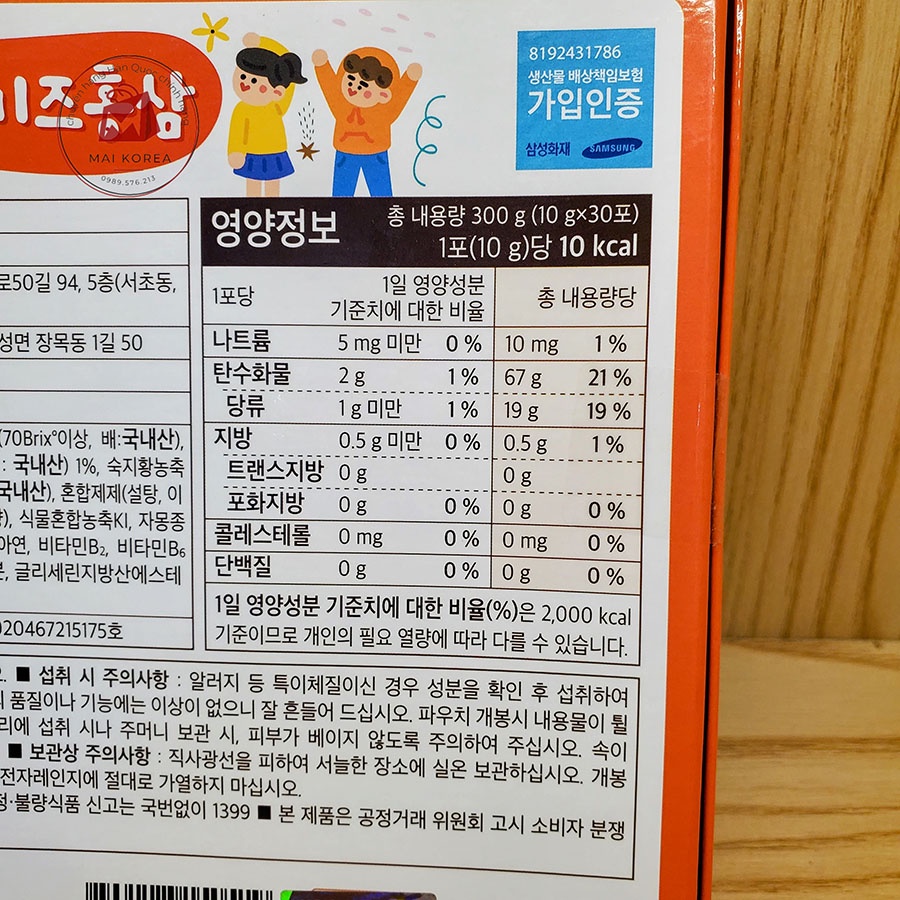 미즈홍삼
chuyên hàng Hàn Quốc chính hãng
MAI KOREA
0989.576.213
8192431786
생산물 배상책임보험
가입인증
삼성화재 SAMSUNG
영양정보
총 내용량 300 g (10 g×30포)
1포(10 g)당 10 kcal
1포당 1일 영양성분 기준치에 대한 비율 총 내용량당
나트륨 5 mg 미만 0 % 10 mg 1 %
탄수화물 2 g 1 % 67 g 21 %
당류 1 g 미만 1 % 19 g 19 %
지방 0.5 g 미만 0 % 0.5 g 1 %
트랜스지방 0 g 0 g
포화지방 0 g 0 % 0 g 0 %
콜레스테롤 0 mg 0 % 0 mg 0 %
단백질 0 g 0 % 0 g 0 %
1일 영양성분 기준치에 대한 비율(%)은 2,000 kcal
기준이므로 개인의 필요 열량에 따라 다를 수 있습니다.
로50길 94, 5층(서초동,
성면 장목동 1길 50
(70Brix°이상, 배:국내산),
: 국내산) 1%, 숙지황농축
국내산), 혼합제제(설탕, 이
), 식물혼합농축KI, 자몽종
아연, 비타민B₂, 비타민B₆
글리세린지방산에스테
020467215175호
■ 섭취 시 주의사항 : 알러지 등 특이체질이신 경우 성분을 확인 후 섭취하여
품질이나 기능에는 이상이 없으니 잘 흔들어 드십시오. 파우치 개봉시 내용물이 튈
리에 섭취 시나 주머니 보관 시, 피부가 베이지 않도록 주의하여 주십시오. 속이
■ 보관상 주의사항 : 직사광선을 피하여 서늘한 장소에 실온 보관하십시오. 개봉
전자레인지에 절대로 가열하지 마십시오.
정·불량식품 신고는 국번없이 1399 ■ 본 제품은 공정거래 위원회 고시 소비자 분쟁